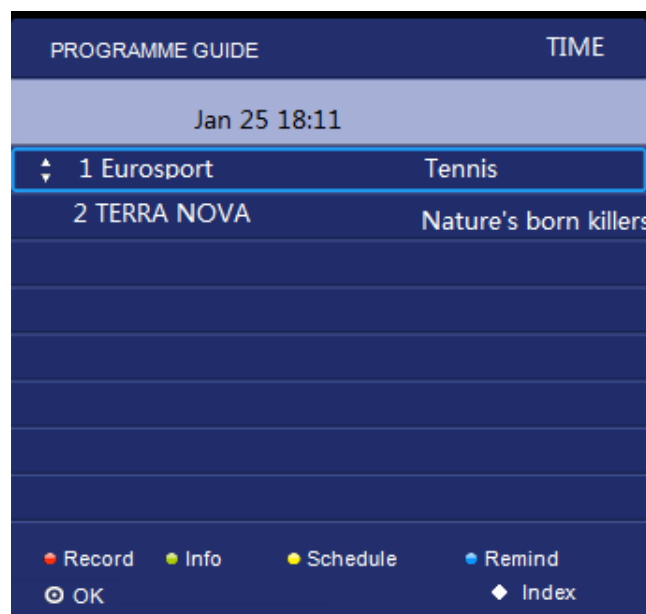 PROGRAMME GUIDE TIME
Jan 25 18:11
1 Eurosport Tennis
2 TERRA NOVA Nature's born killers
Record Info Schedule Remind
OK Index